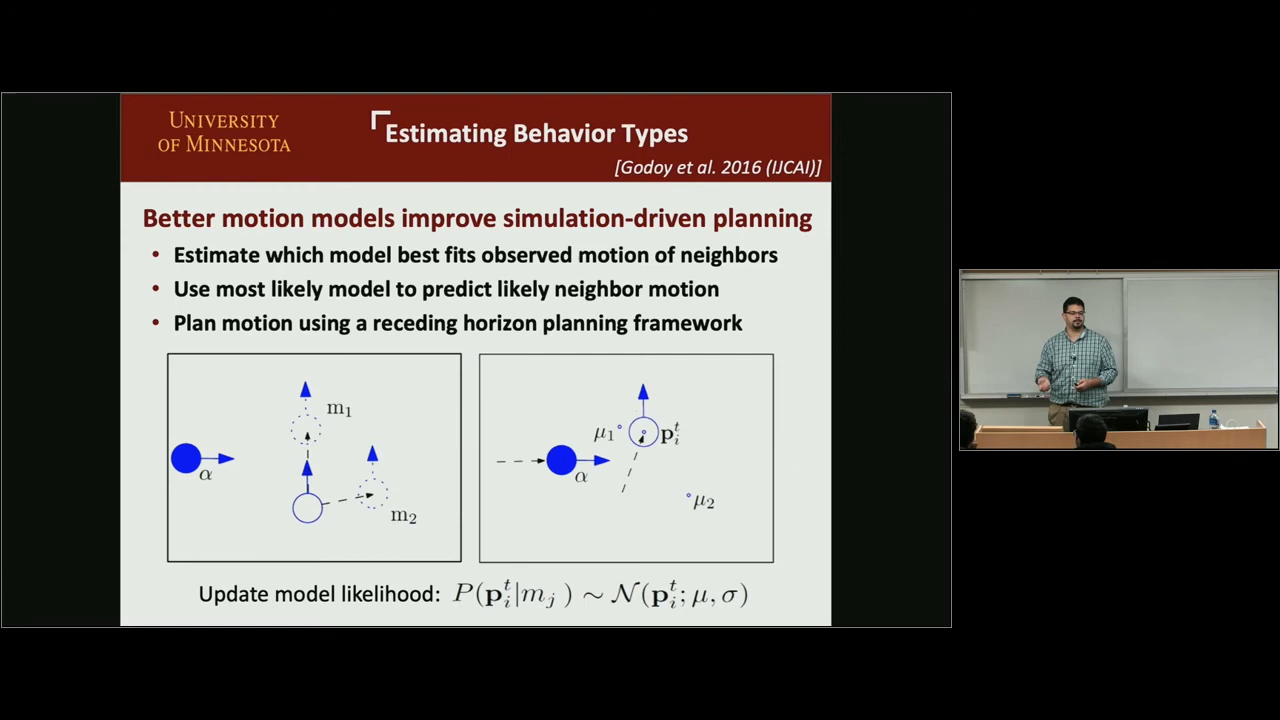 UNIVERSITY
OF MINNESOTA
Estimating Behavior Types
[Godoy et al. 2016 (IJCAI)]
Better motion models improve simulation-driven planning
• Estimate which model best fits observed motion of neighbors
• Use most likely model to predict likely neighbor motion
• Plan motion using a receding horizon planning framework
m₁
α
m₂
μ₁
p_i^t
α
μ₂
Update model likelihood: P(p_i^t|m_j) ~ N(p_i^t; μ, σ)